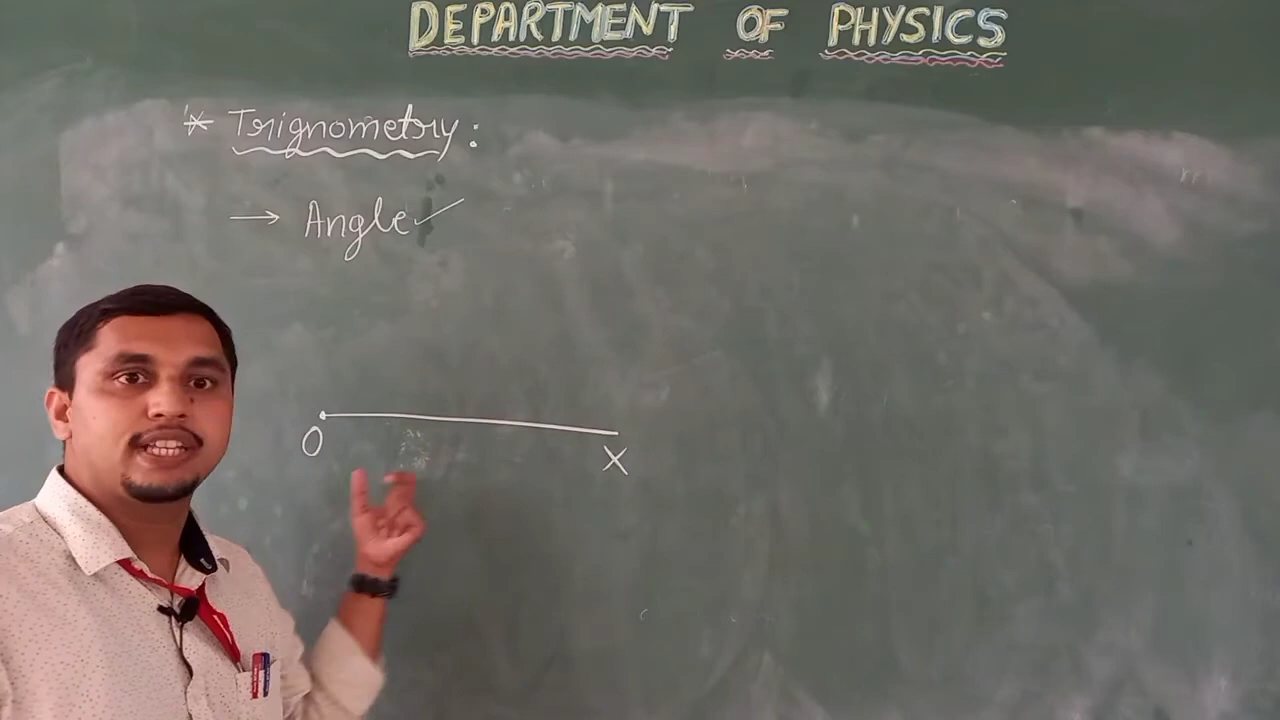 DEPARTMENT OF PHYSICS
* Trignometry:
→ Angle ✓
O X